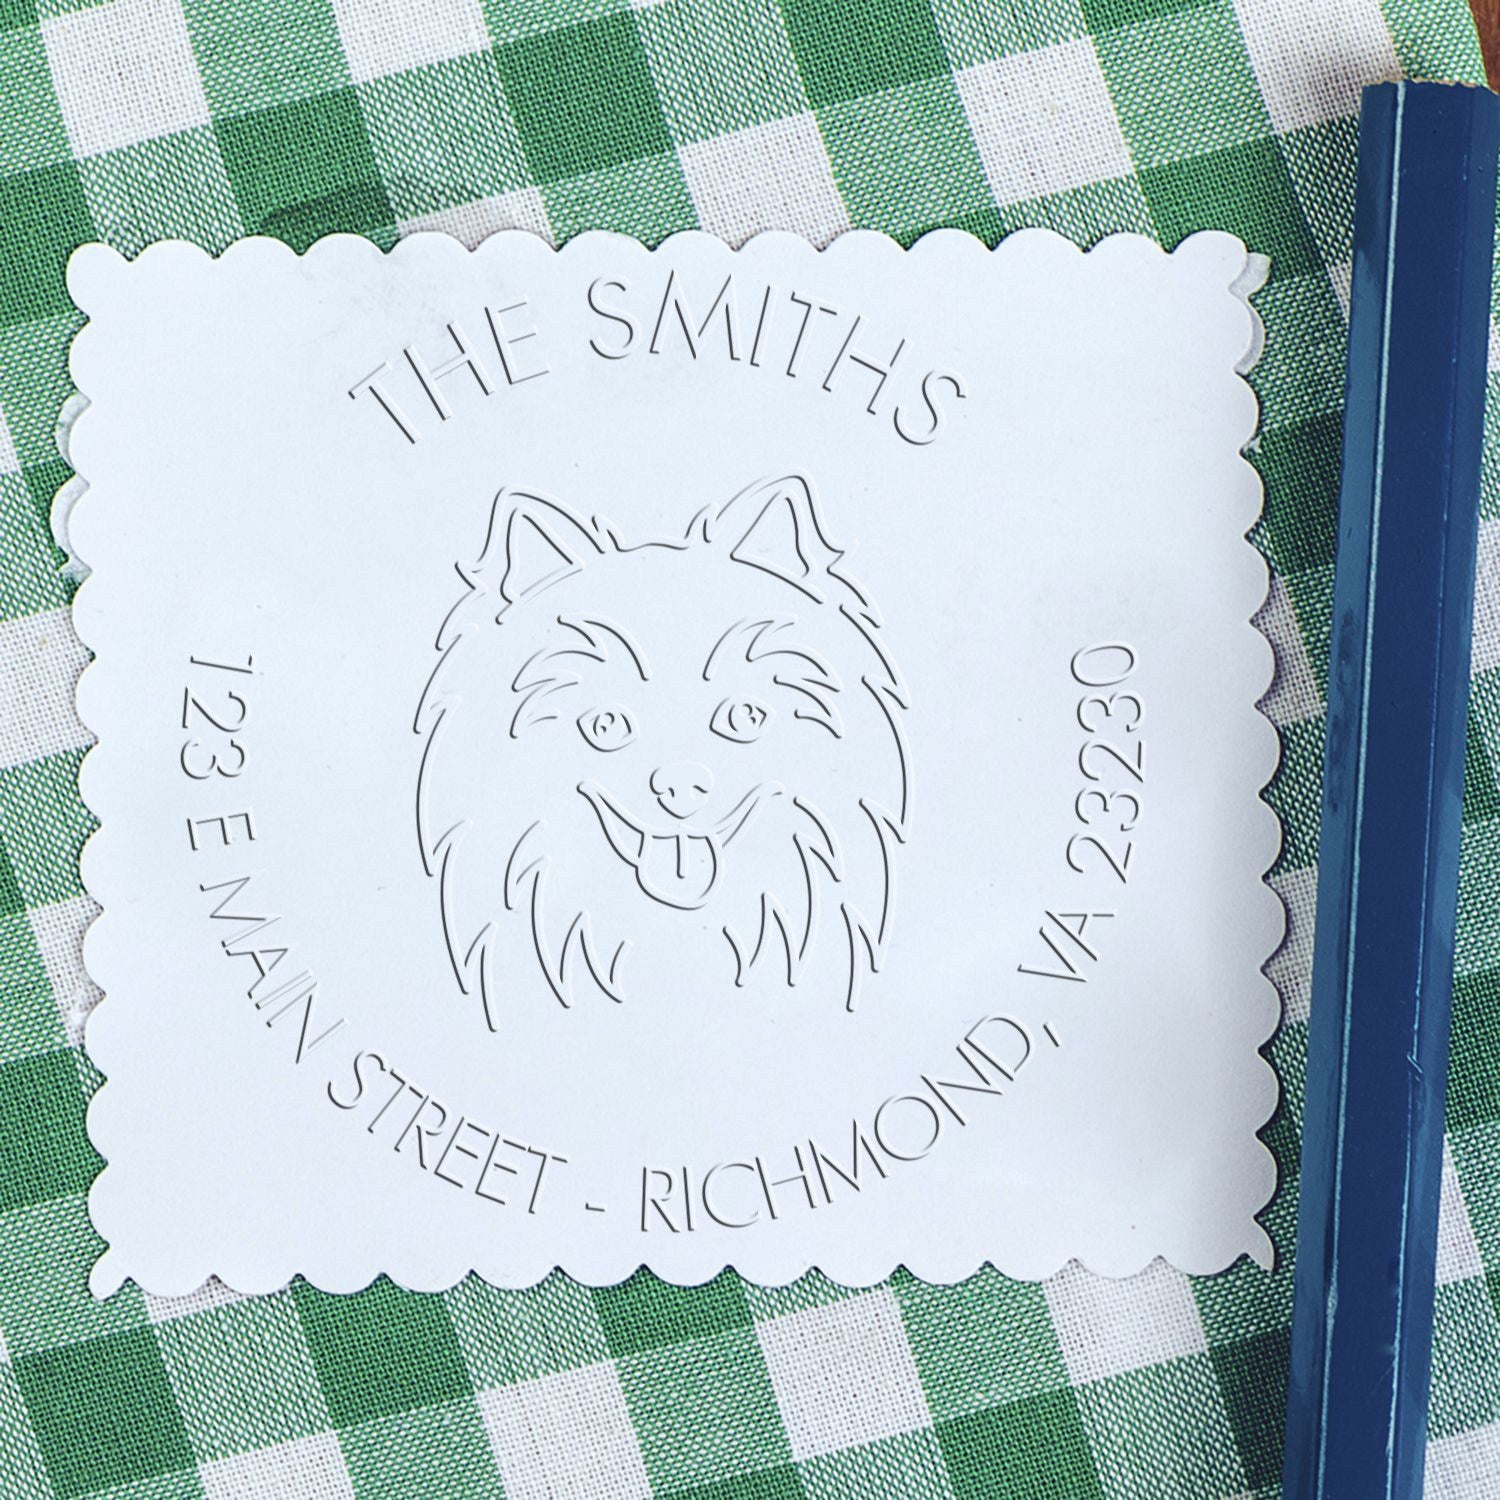 THE SMITHS
123 E MAIN STREET - RICHMOND, VA 23230